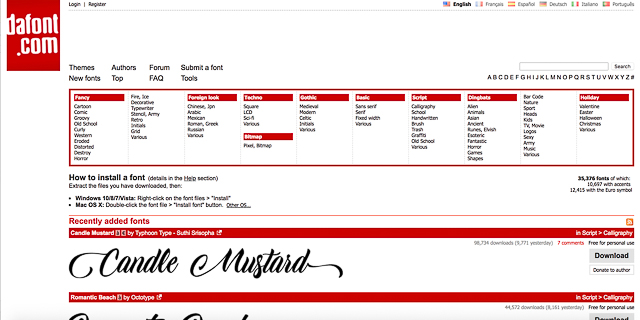 Login | Register
English Français Español Deutsch Italiano Português
dafont
.com
Themes Authors Forum Submit a font
New fonts Top FAQ Tools
Search
A B C D E F G H I J K L M N O P Q R S T U V W X Y Z #
Fancy
Cartoon
Comic
Groovy
Old School
Curly
Western
Eroded
Distorted
Destroy
Horror
Fire, Ice
Decorative
Typewriter
Stencil, Army
Retro
Initials
Grid
Various
Foreign look
Chinese, Jpn
Arabic
Mexican
Roman, Greek
Russian
Various
Techno
Square
LCD
Sci-fi
Various
Bitmap
Pixel, Bitmap
Gothic
Medieval
Modern
Celtic
Initials
Various
Basic
Sans serif
Serif
Fixed width
Various
Script
Calligraphy
School
Handwritten
Brush
Trash
Graffiti
Old School
Various
Dingbats
Alien
Animals
Asian
Ancient
Runes, Elvish
Esoteric
Fantastic
Horror
Games
Shapes
Bar Code
Nature
Sport
Heads
Kids
TV, Movie
Logos
Sexy
Army
Music
Various
Holiday
Valentine
Easter
Halloween
Christmas
Various
How to install a font (details in the Help section)
Extract the files you have downloaded, then:
• Windows 10/8/7/Vista: Right-click on the font files > "Install"
• Mac OS X: Double-click the font file > "Install font" button. Other OS...
35,376 fonts of which:
10,697 with accents
12,415 with the Euro symbol
Recently added fonts
Candle Mustard by Typhoon Type - Suthi Srisopha in Script > Calligraphy
98,734 downloads (9,771 yesterday) 7 comments Free for personal use
Candle Mustard
Download
Donate to author
Romantic Beach by Octotype in Script > Calligraphy
44,572 downloads (8,161 yesterday) Free for personal use
Download